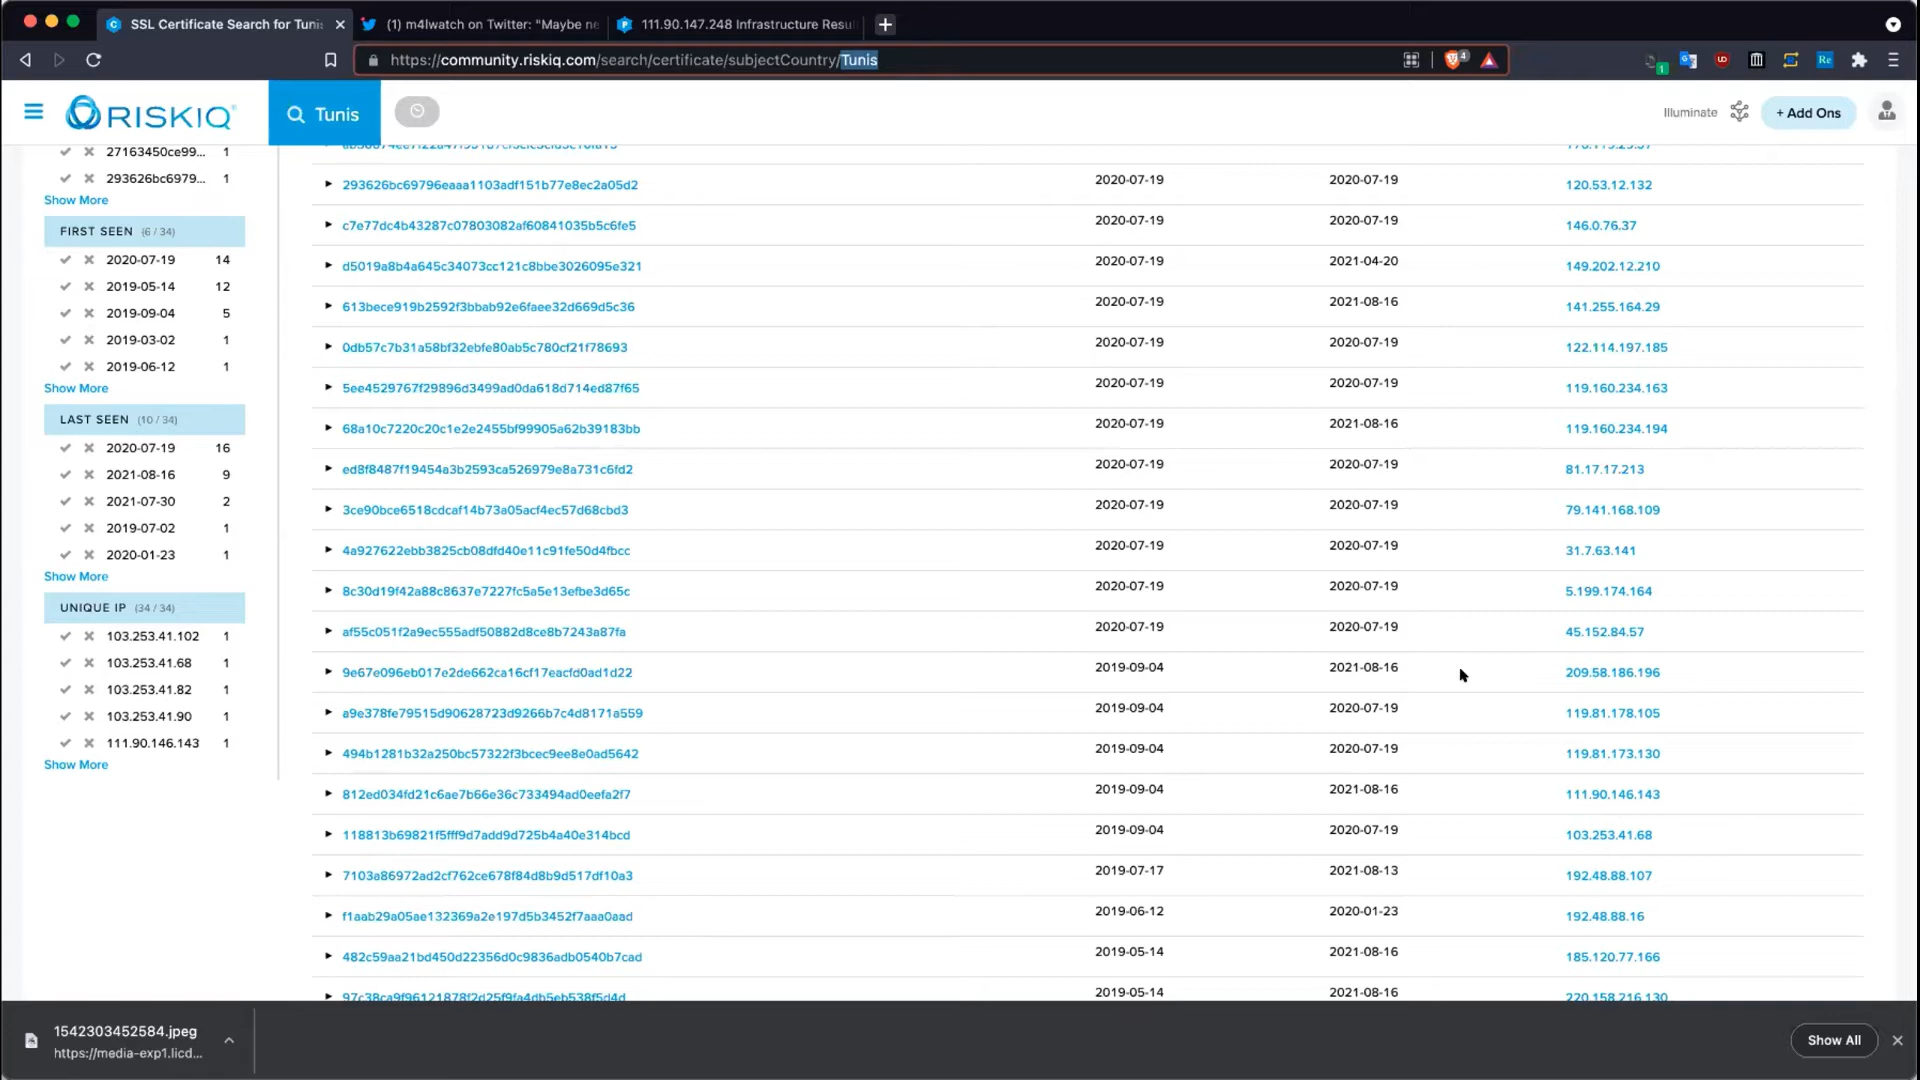 SSL Certificate Search for Tunis
(1) m4lwatch on Twitter: "Maybe ne
111.90.147.248 Infrastructure Resu
https://community.riskiq.com/search/certificate/subjectCountry/Tunis
RISKIQ
Tunis
Illuminate
+ Add Ons
27163450ce99... 1
293626bc6979... 1
Show More
FIRST SEEN (6 / 34)
2020-07-19 14
2019-05-14 12
2019-09-04 5
2019-03-02 1
2019-06-12 1
Show More
LAST SEEN (10 / 34)
2020-07-19 16
2021-08-16 9
2021-07-30 2
2019-07-02 1
2020-01-23 1
Show More
UNIQUE IP (34 / 34)
103.253.41.102 1
103.253.41.68 1
103.253.41.82 1
103.253.41.90 1
111.90.146.143 1
Show More
293626bc69796eaaa1103adf151b77e8ec2a05d2 2020-07-19 2020-07-19 120.53.12.132
c7e77dc4b43287c07803082af60841035b5c6fe5 2020-07-19 2020-07-19 146.0.76.37
d5019a8b4a645c34073cc121c8bbe3026095e321 2020-07-19 2021-04-20 149.202.12.210
613bece919b2592f3bbab92e6faee32d669d5c36 2020-07-19 2021-08-16 141.255.164.29
0db57c7b31a58bf32ebfe80ab5c780cf21f78693 2020-07-19 2020-07-19 122.114.197.185
5ee4529767f29896d3499ad0da618d714ed87f65 2020-07-19 2020-07-19 119.160.234.163
68a10c7220c20c1e2e2455bf99905a62b39183bb 2020-07-19 2021-08-16 119.160.234.194
ed8f8487f19454a3b2593ca526979e8a731c6fd2 2020-07-19 2020-07-19 81.17.17.213
3ce90bce6518cdcaf14b73a05acf4ec57d68cbd3 2020-07-19 2020-07-19 79.141.168.109
4a927622ebb3825cb08dfd40e11c91fe50d4fbcc 2020-07-19 2020-07-19 31.7.63.141
8c30d19f42a88c8637e7227fc5a5e13efbe3d65c 2020-07-19 2020-07-19 5.199.174.164
af55c051f2a9ec555adf50882d8ce8b7243a87fa 2020-07-19 2020-07-19 45.152.84.57
9e67e096eb017e2de662ca16cf17eacfd0ad1d22 2019-09-04 2021-08-16 209.58.186.196
a9e378fe79515d90628723d9266b7c4d8171a559 2019-09-04 2020-07-19 119.81.178.105
494b1281b32a250bc57322f3bcec9ee8e0ad5642 2019-09-04 2020-07-19 119.81.173.130
812ed034fd21c6ae7b66e36c733494ad0eefa2f7 2019-09-04 2021-08-16 111.90.146.143
118813b69821f5fff9d7add9d725b4a40e314bcd 2019-09-04 2020-07-19 103.253.41.68
7103a86972ad2cf762ce678f84d8b9d517df10a3 2019-07-17 2021-08-13 192.48.88.107
f1aab29a05ae132369a2e197d5b3452f7aaa0aad 2019-06-12 2020-01-23 192.48.88.16
482c59aa21bd450d22356d0c9836adb0540b7cad 2019-05-14 2021-08-16 185.120.77.166
97c38ca9f96121878f2d25f9fa4db5eb538f5d4d 2019-05-14 2021-08-16 220.158.216.130
1542303452584.jpeg
https://media-exp1.licd...
Show All